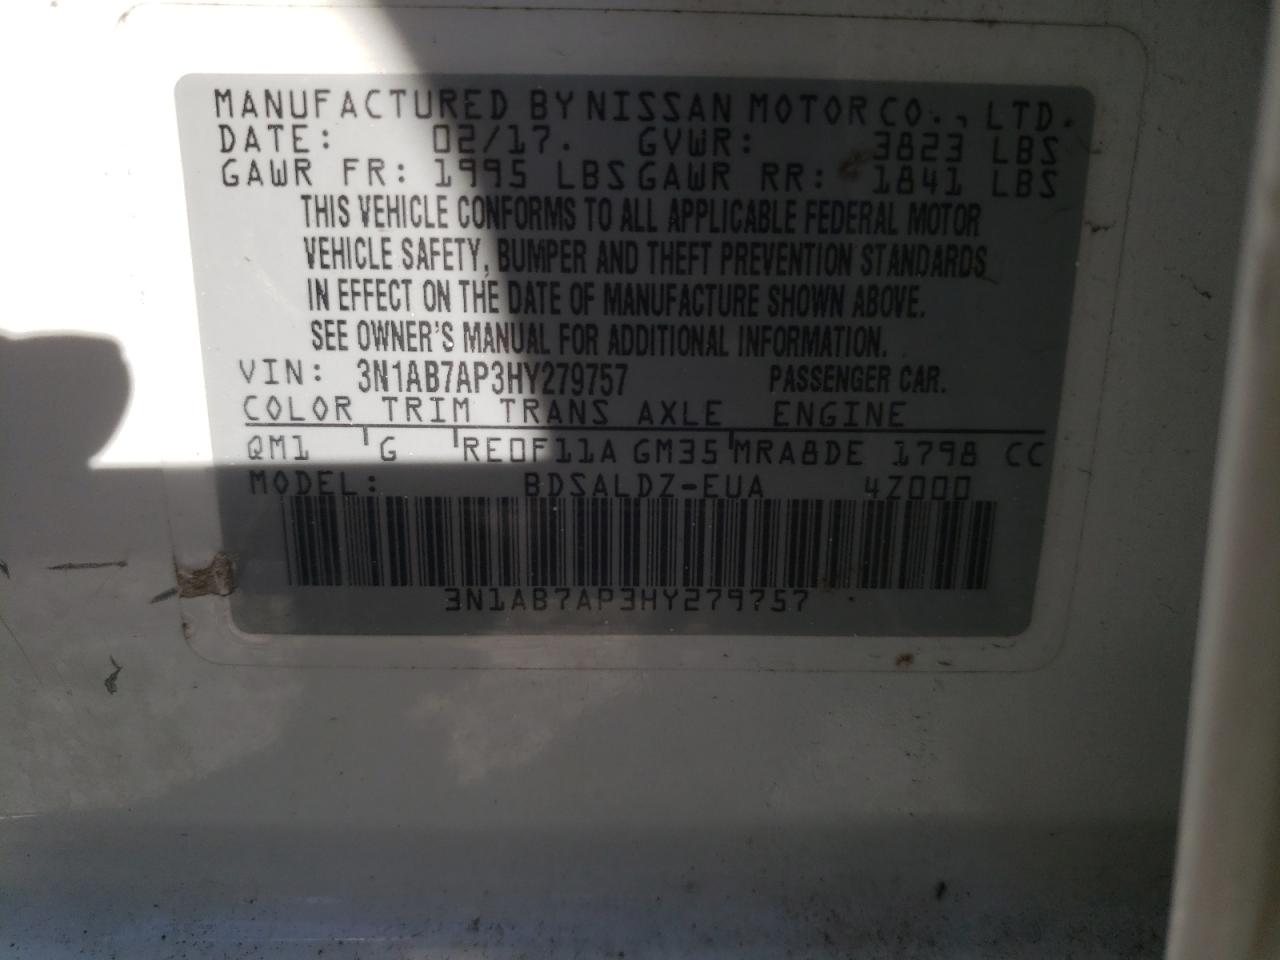 MANUFACTURED BY NISSAN MOTOR CO., LTD.
DATE: 02/17. GVWR: 3823 LBS
GAWR FR: 1995 LBS GAWR RR: 1841 LBS
THIS VEHICLE CONFORMS TO ALL APPLICABLE FEDERAL MOTOR
VEHICLE SAFETY, BUMPER AND THEFT PREVENTION STANDARDS
IN EFFECT ON THE DATE OF MANUFACTURE SHOWN ABOVE.
SEE OWNER'S MANUAL FOR ADDITIONAL INFORMATION.
VIN: 3N1AB7AP3HY279757 PASSENGER CAR.
COLOR TRIM TRANS AXLE ENGINE
QM1 G RE0F11A GM35 MRA8DE 1798 CC
MODEL: BDSALDZ-EUA 4Z000
3N1AB7AP3HY279757